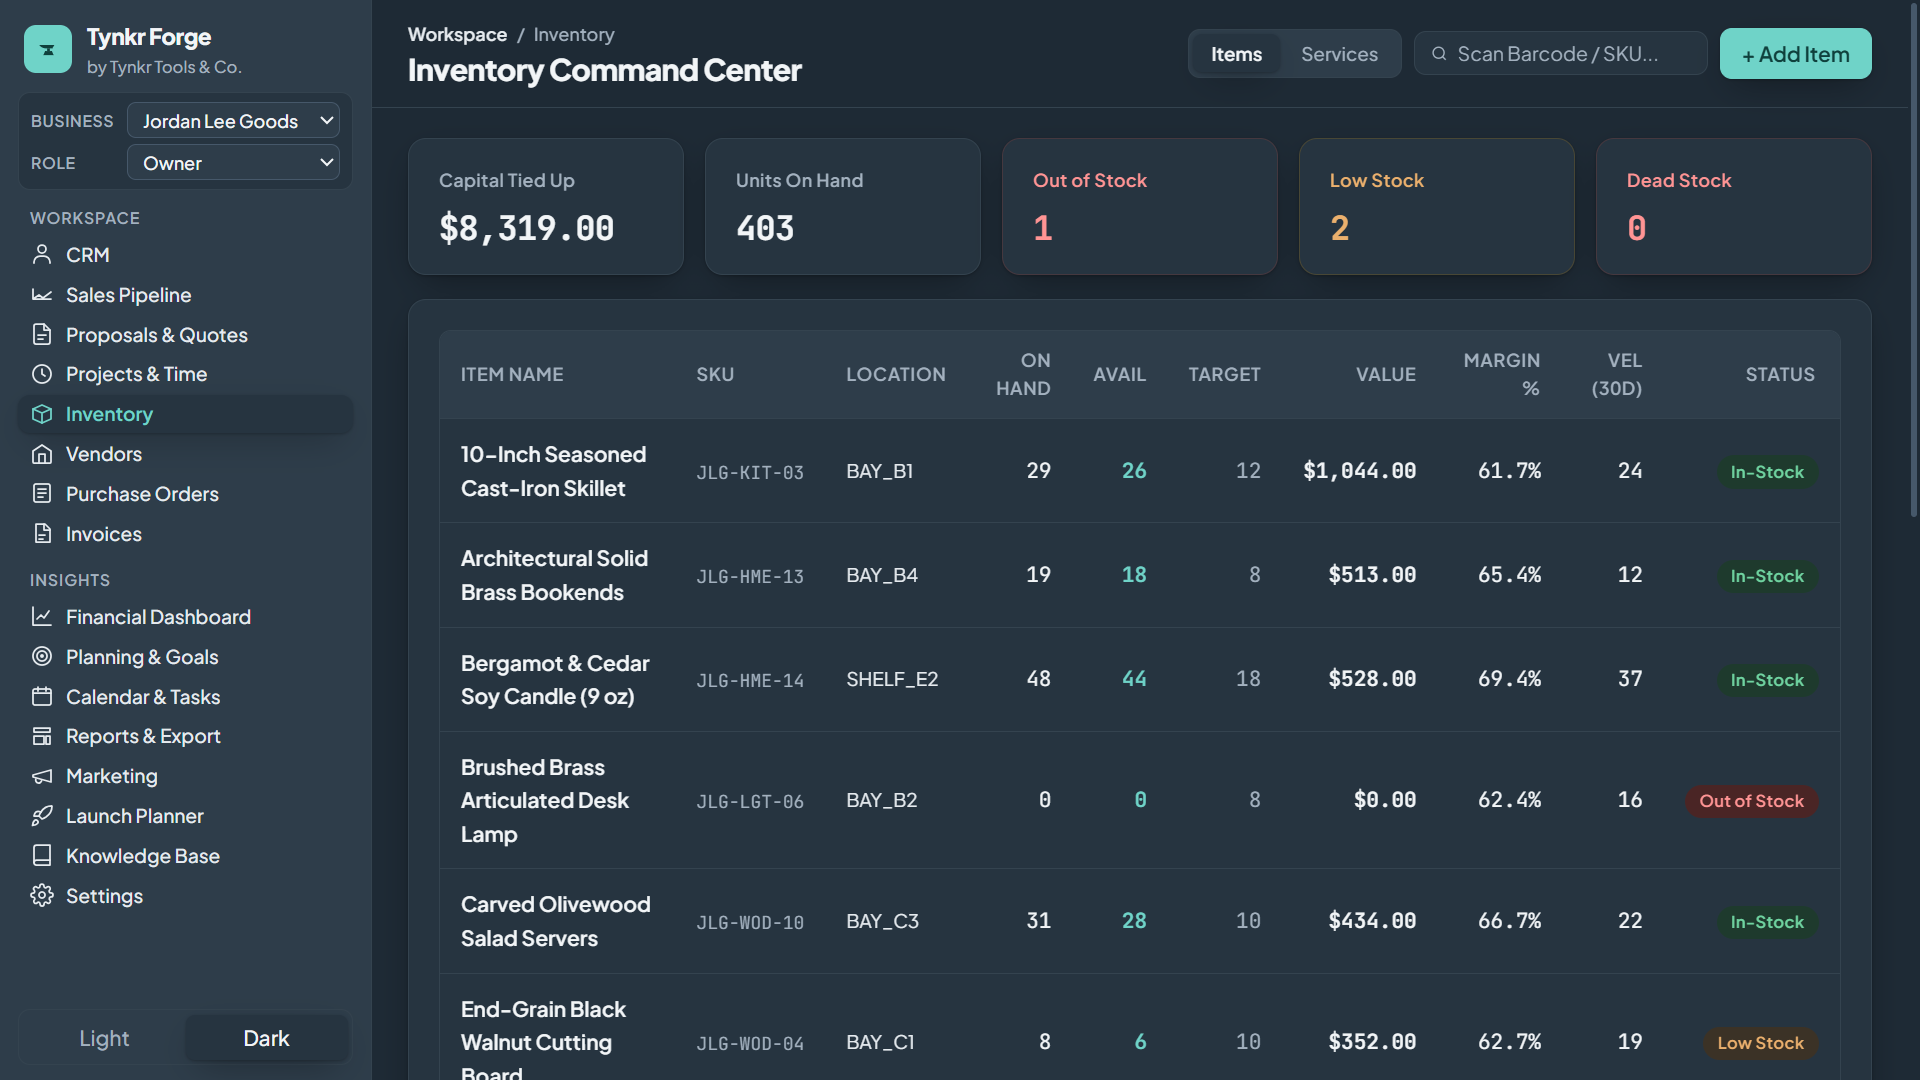 Tynkr Forge
by Tynkr Tools & Co.
BUSINESS
Jordan Lee Goods
ROLE
Owner
WORKSPACE
CRM
Sales Pipeline
Proposals & Quotes
Projects & Time
Inventory
Vendors
Purchase Orders
Invoices
INSIGHTS
Financial Dashboard
Planning & Goals
Calendar & Tasks
Reports & Export
Marketing
Launch Planner
Knowledge Base
Settings
Light
Dark
Workspace / Inventory
Inventory Command Center
Items
Services
Scan Barcode / SKU...
+ Add Item
Capital Tied Up
$8,319.00
Units On Hand
403
Out of Stock
1
Low Stock
2
Dead Stock
0
ITEM NAME
SKU
LOCATION
ON
HAND
AVAIL
TARGET
VALUE
MARGIN
%
VEL
(30D)
STATUS
10-Inch Seasoned
Cast-Iron Skillet
JLG-KIT-03
BAY_B1
29
26
12
$1,044.00
61.7%
24
In-Stock
Architectural Solid
Brass Bookends
JLG-HME-13
BAY_B4
19
18
8
$513.00
65.4%
12
In-Stock
Bergamot & Cedar
Soy Candle (9 oz)
JLG-HME-14
SHELF_E2
48
44
18
$528.00
69.4%
37
In-Stock
Brushed Brass
Articulated Desk
Lamp
JLG-LGT-06
BAY_B2
0
0
8
$0.00
62.4%
16
Out of Stock
Carved Olivewood
Salad Servers
JLG-WOD-10
BAY_C3
31
28
10
$434.00
66.7%
22
In-Stock
End-Grain Black
Walnut Cutting
Board
JLG-WOD-04
BAY_C1
8
6
10
$352.00
62.7%
19
Low Stock